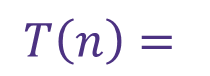 T(n) =